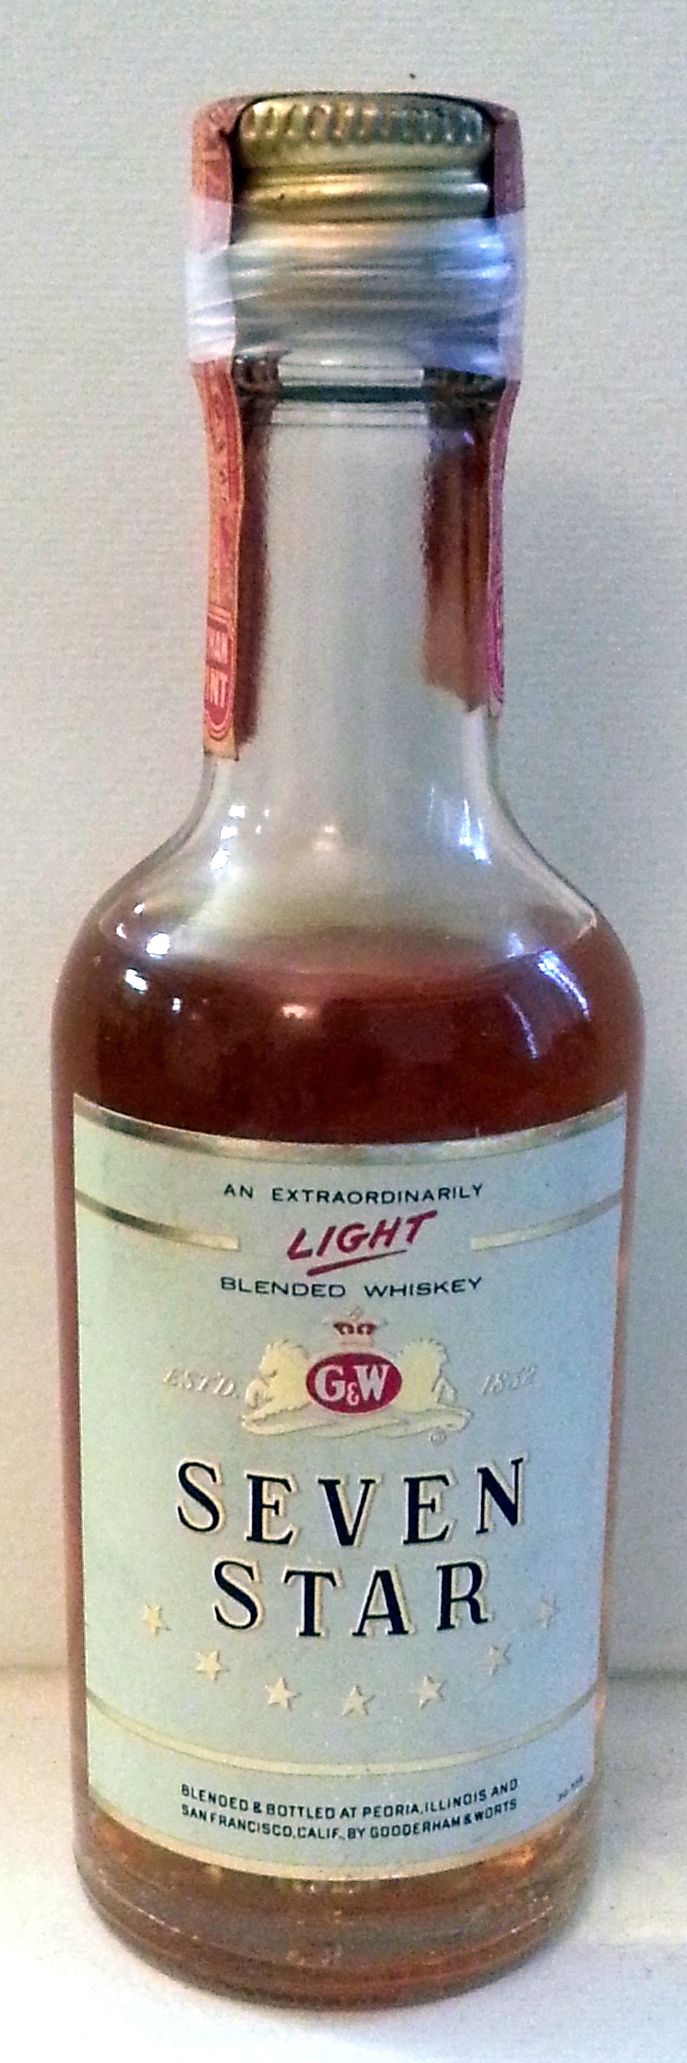 AN EXTRAORDINARILY
LIGHT
BLENDED WHISKEY
G&W
ESTD. 1832
SEVEN
STAR
BLENDED & BOTTLED AT PEORIA, ILLINOIS AND
SAN FRANCISCO, CALIF., BY GOODERHAM & WORTS